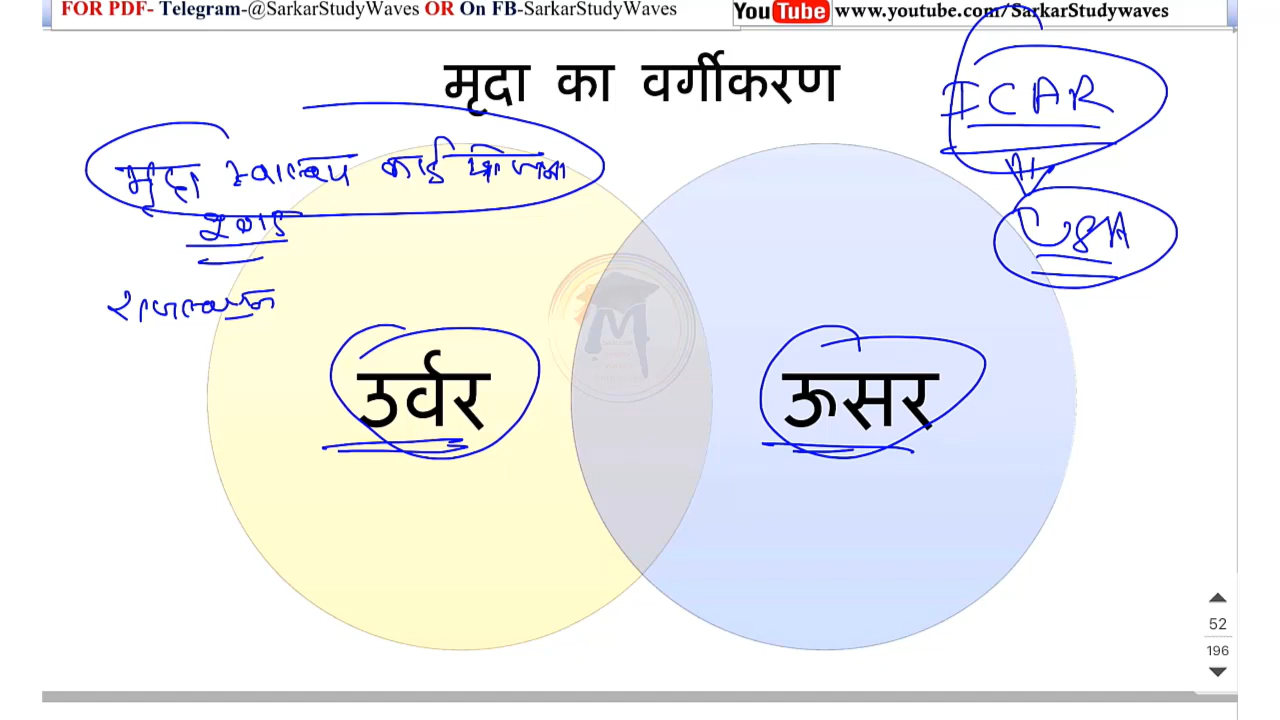 FOR PDF- Telegram-@SarkarStudyWaves OR On FB-SarkarStudyWaves
YouTube www.youtube.com/SarkarStudywaves
मृदा का वर्गीकरण
ICAR
मृदा स्वास्थ्य कार्ड योजना
USA
राजस्थान
उर्वर
ऊसर
52
196